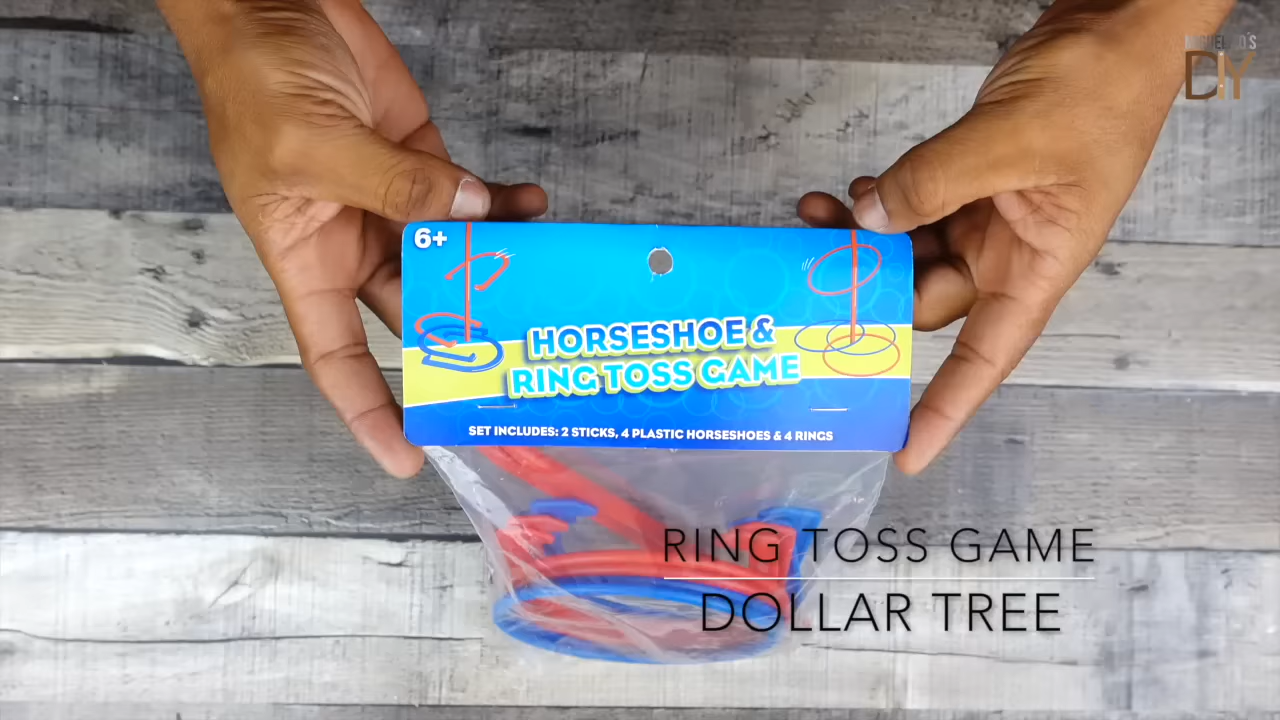 DIY
6+
HORSESHOE &
RING TOSS GAME
SET INCLUDES: 2 STICKS, 4 PLASTIC HORSESHOES & 4 RINGS
RING TOSS GAME
DOLLAR TREE